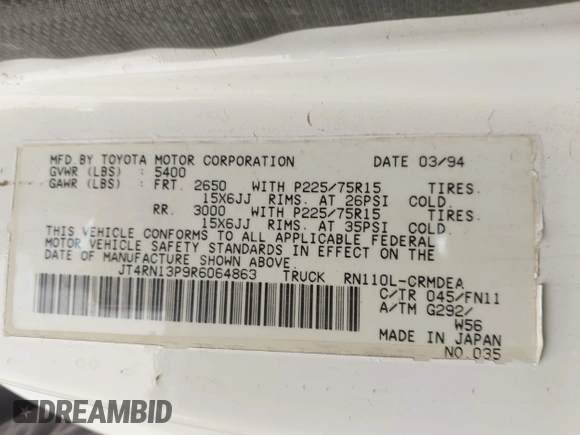 MFD.BY TOYOTA MOTOR CORPORATION DATE 03/94
GVWR (LBS) : 5400
GAWR (LBS) : FRT. 2650 WITH P225/75R15 TIRES.
15X6JJ RIMS. AT 26PSI COLD.
RR. 3000 WITH P225/75R15 TIRES.
15X6JJ RIMS. AT 35PSI COLD.
THIS VEHICLE CONFORMS TO ALL APPLICABLE FEDERAL
MOTOR VEHICLE SAFETY STANDARDS IN EFFECT ON THE
DATE OF MANUFACTURE SHOWN ABOVE.
JT4RN13P9R6064863 TRUCK RN110L-CRMDEA
C/TR 045/FN11
A/TM G292/
W56
MADE IN JAPAN
NO.035
DREAMBID